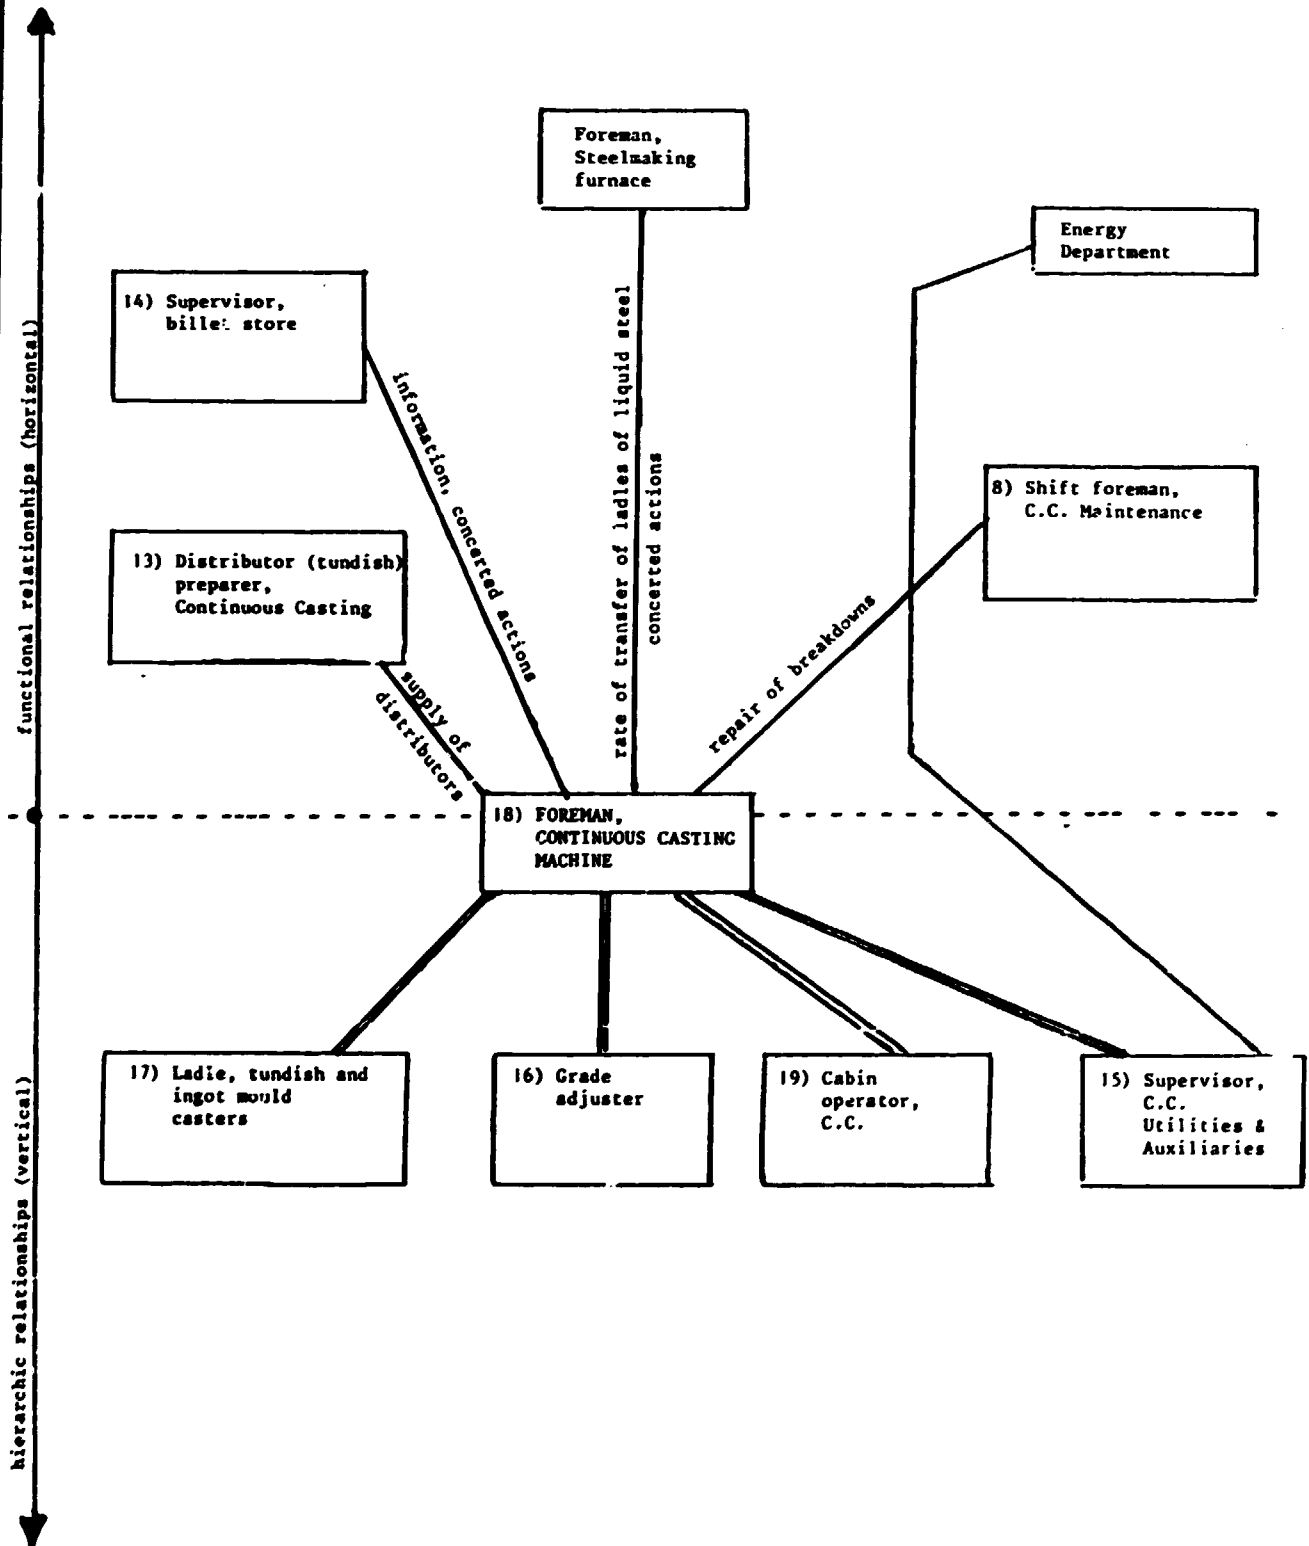 Foreman,
Steelmaking
furnace
Energy
Department
14) Supervisor,
billet store
8) Shift foreman,
C.C. Maintenance
13) Distributor (tundish)
preparer,
Continuous Casting
functional relationships (horizontal)
information, concerted actions
rate of transfer of ladles of liquid steel
concerted actions
repair of breakdowns
supply of
distributors
18) FOREMAN,
CONTINUOUS CASTING
MACHINE
17) Ladle, tundish and
ingot mould
casters
16) Grade
adjuster
19) Cabin
operator,
C.C.
15) Supervisor,
C.C.
Utilities &
Auxiliaries
hierarchic relationships (vertical)